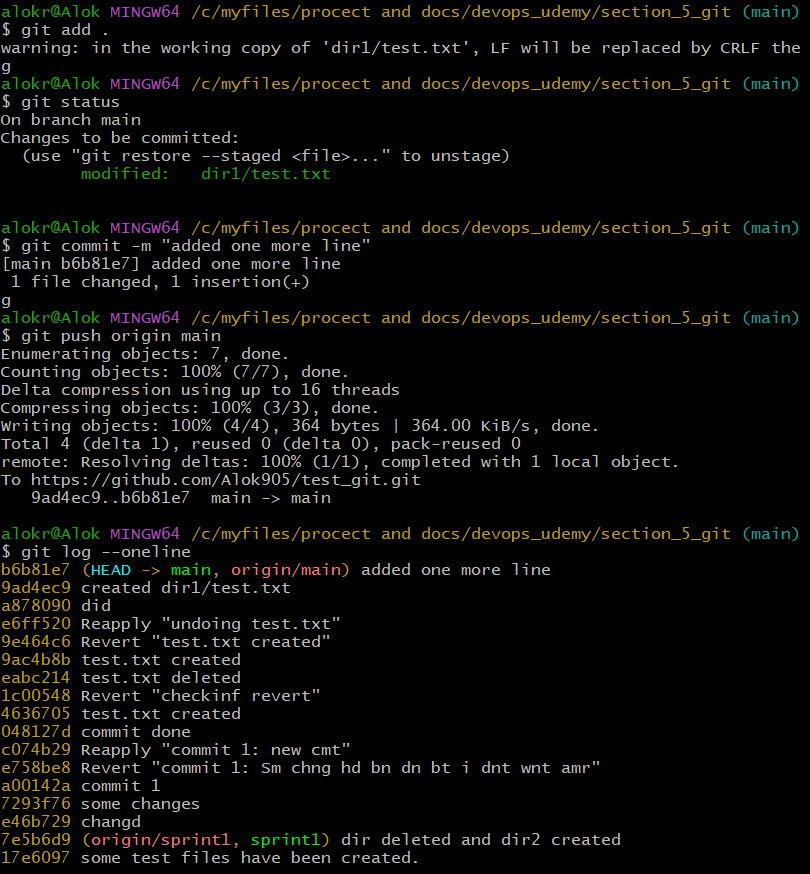 alokr@Alok MINGW64 /c/myfiles/procect and docs/devops_udemy/section_5_git (main)
$ git add .
warning: in the working copy of 'dir1/test.txt', LF will be replaced by CRLF the
g
alokr@Alok MINGW64 /c/myfiles/procect and docs/devops_udemy/section_5_git (main)
$ git status
On branch main
Changes to be committed:
  (use "git restore --staged <file>..." to unstage)
        modified:   dir1/test.txt
alokr@Alok MINGW64 /c/myfiles/procect and docs/devops_udemy/section_5_git (main)
$ git commit -m "added one more line"
[main b6b81e7] added one more line
 1 file changed, 1 insertion(+)
g
alokr@Alok MINGW64 /c/myfiles/procect and docs/devops_udemy/section_5_git (main)
$ git push origin main
Enumerating objects: 7, done.
Counting objects: 100% (7/7), done.
Delta compression using up to 16 threads
Compressing objects: 100% (3/3), done.
Writing objects: 100% (4/4), 364 bytes | 364.00 KiB/s, done.
Total 4 (delta 1), reused 0 (delta 0), pack-reused 0
remote: Resolving deltas: 100% (1/1), completed with 1 local object.
To https://github.com/Alok905/test_git.git
   9ad4ec9..b6b81e7  main -> main
alokr@Alok MINGW64 /c/myfiles/procect and docs/devops_udemy/section_5_git (main)
$ git log --oneline
b6b81e7 (HEAD -> main, origin/main) added one more line
9ad4ec9 created dir1/test.txt
a878090 did
e6ff520 Reapply "undoing test.txt"
9e464c6 Revert "test.txt created"
9ac4b8b test.txt created
eabc214 test.txt deleted
1c00548 Revert "checkinf revert"
4636705 test.txt created
048127d commit done
c074b29 Reapply "commit 1: new cmt"
e758be8 Revert "commit 1: Sm chng hd bn dn bt i dnt wnt amr"
a00142a commit 1
7293f76 some changes
e46b729 changd
7e5b6d9 (origin/sprint1, sprint1) dir deleted and dir2 created
17e6097 some test files have been created.